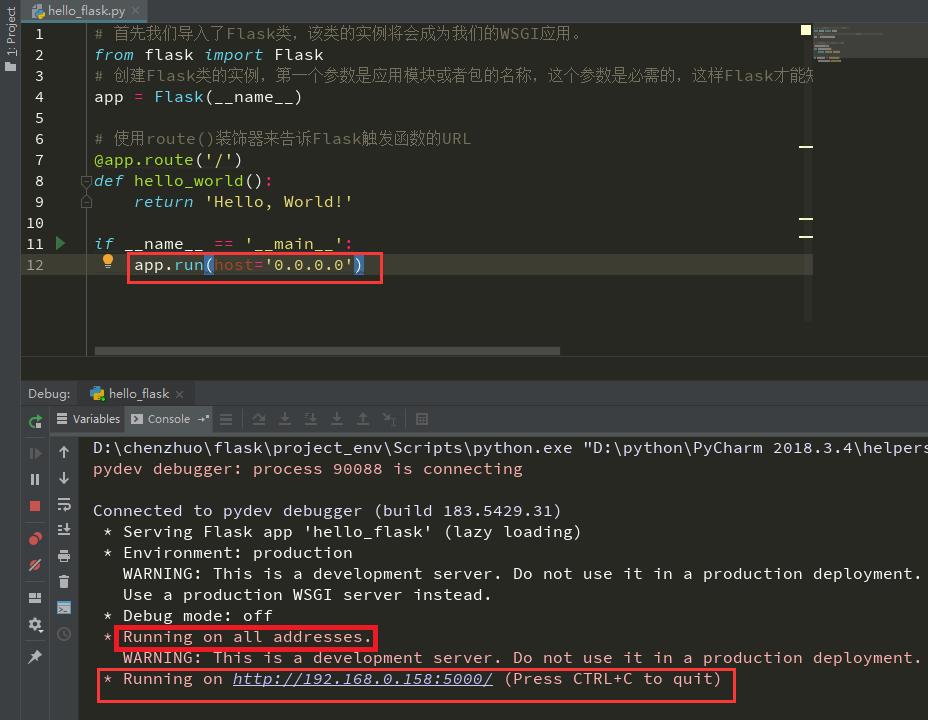 hello_flask.py
1: Project
1 # 首先我们导入了Flask类，该类的实例将会成为我们的WSGI应用。
2 from flask import Flask
3 # 创建Flask类的实例，第一个参数是应用模块或者包的名称，这个参数是必需的，这样Flask才能
4 app = Flask(__name__)
5
6 # 使用route()装饰器来告诉Flask触发函数的URL
7 @app.route('/')
8 def hello_world():
9 return 'Hello, World!'
10
11 if __name__ == '__main__':
12 app.run(host='0.0.0.0')
Debug: hello_flask
Variables Console
D:\chenzhuo\flask\project_env\Scripts\python.exe "D:\python\PyCharm 2018.3.4\helpers
pydev debugger: process 90088 is connecting
Connected to pydev debugger (build 183.5429.31)
* Serving Flask app 'hello_flask' (lazy loading)
* Environment: production
WARNING: This is a development server. Do not use it in a production deployment.
Use a production WSGI server instead.
* Debug mode: off
* Running on all addresses.
WARNING: This is a development server. Do not use it in a production deployment.
* Running on http://192.168.0.158:5000/ (Press CTRL+C to quit)